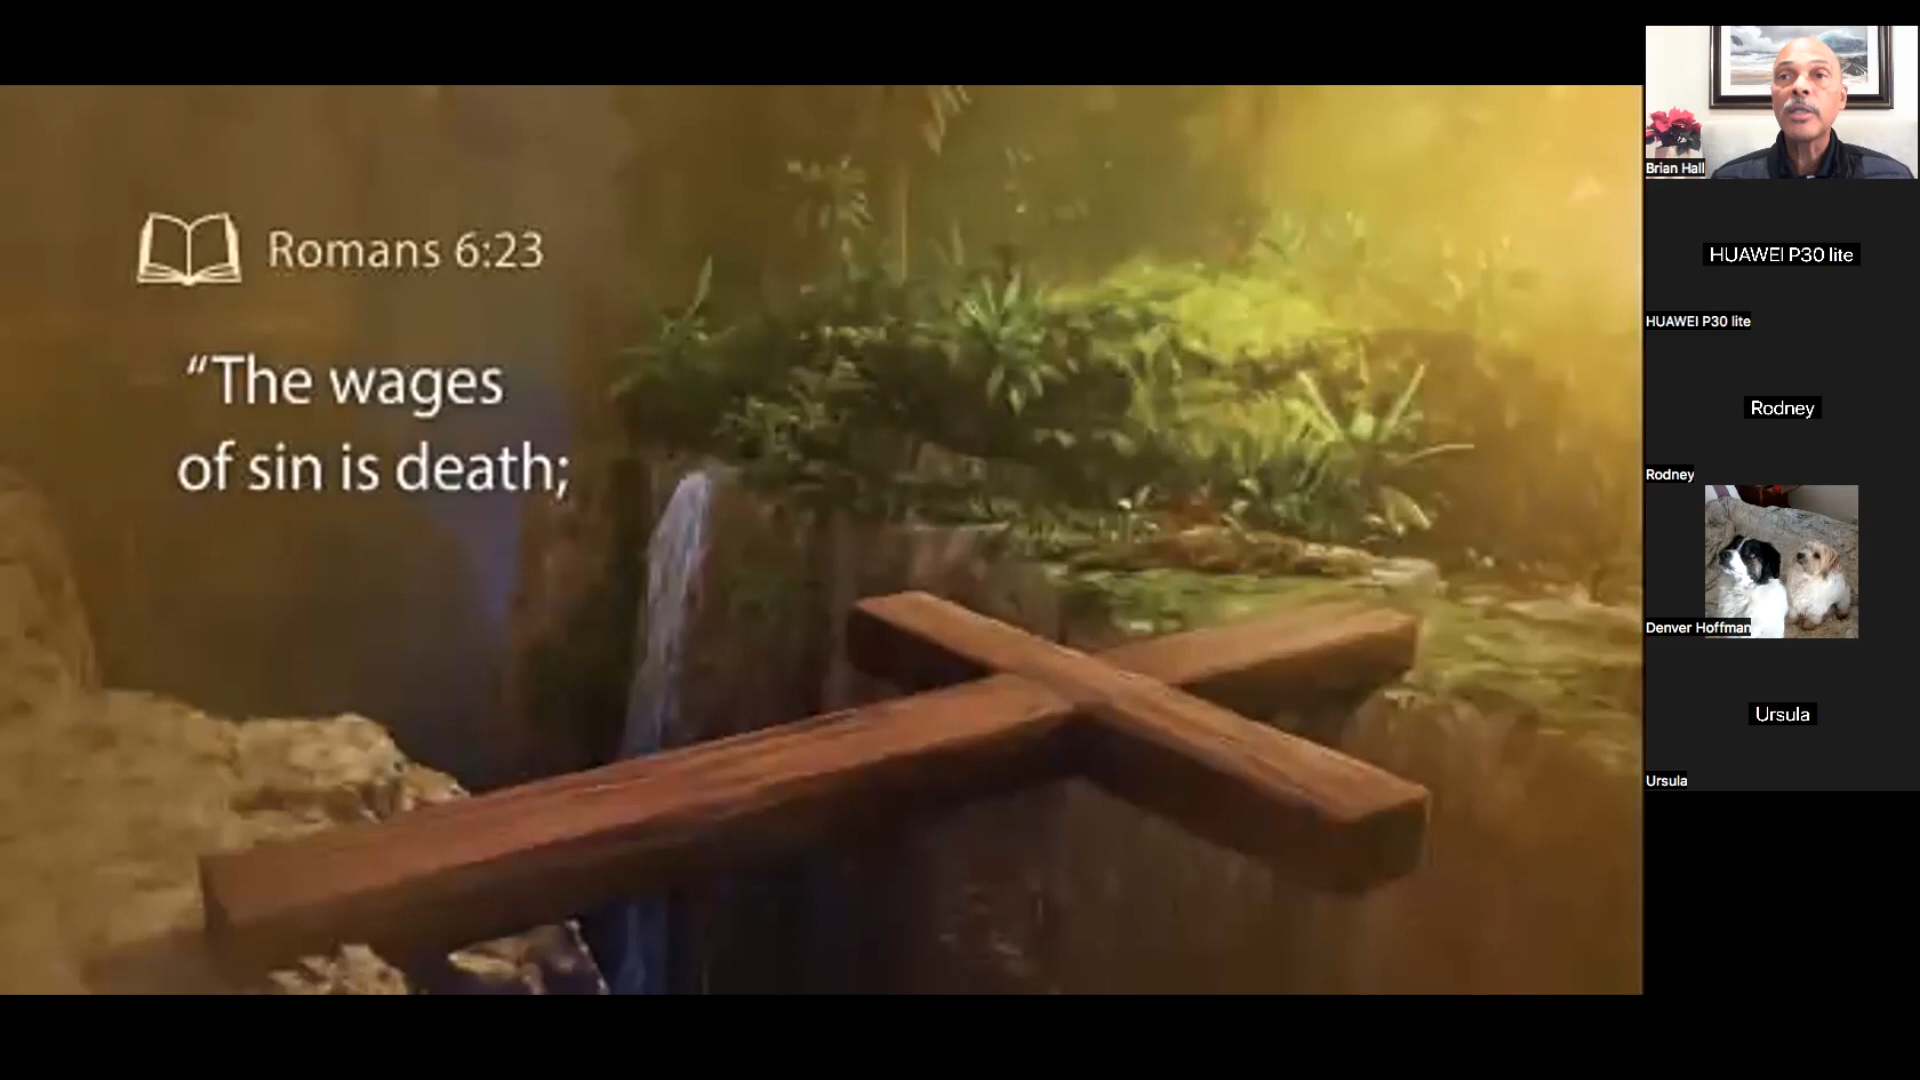 Romans 6:23
“The wages
of sin is death;
Brian Hall
HUAWEI P30 lite
HUAWEI P30 lite
Rodney
Rodney
Denver Hoffman
Ursula
Ursula